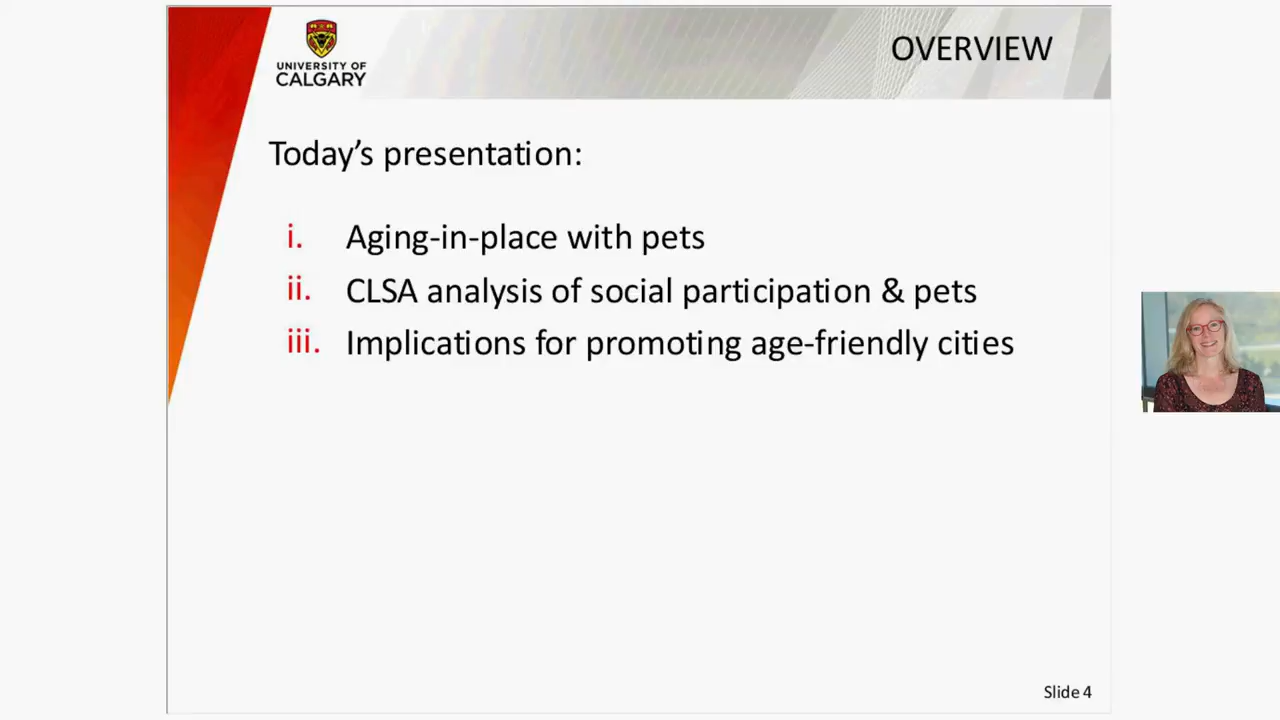 UNIVERSITY OF
CALGARY
OVERVIEW
Today's presentation:
i. Aging-in-place with pets
ii. CLSA analysis of social participation & pets
iii. Implications for promoting age-friendly cities
Slide 4